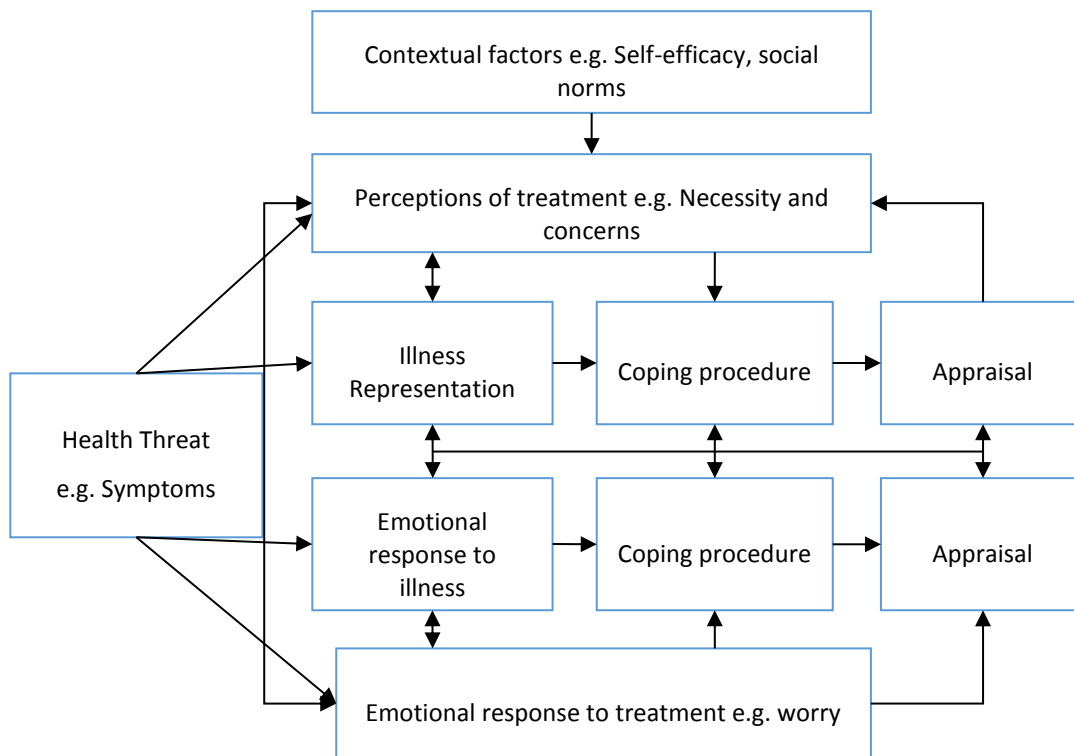 Contextual factors e.g. Self-efficacy, social
norms
Perceptions of treatment e.g. Necessity and
concerns
Illness
Representation
Coping procedure
Appraisal
Health Threat
e.g. Symptoms
Emotional
response to
illness
Coping procedure
Appraisal
Emotional response to treatment e.g. worry